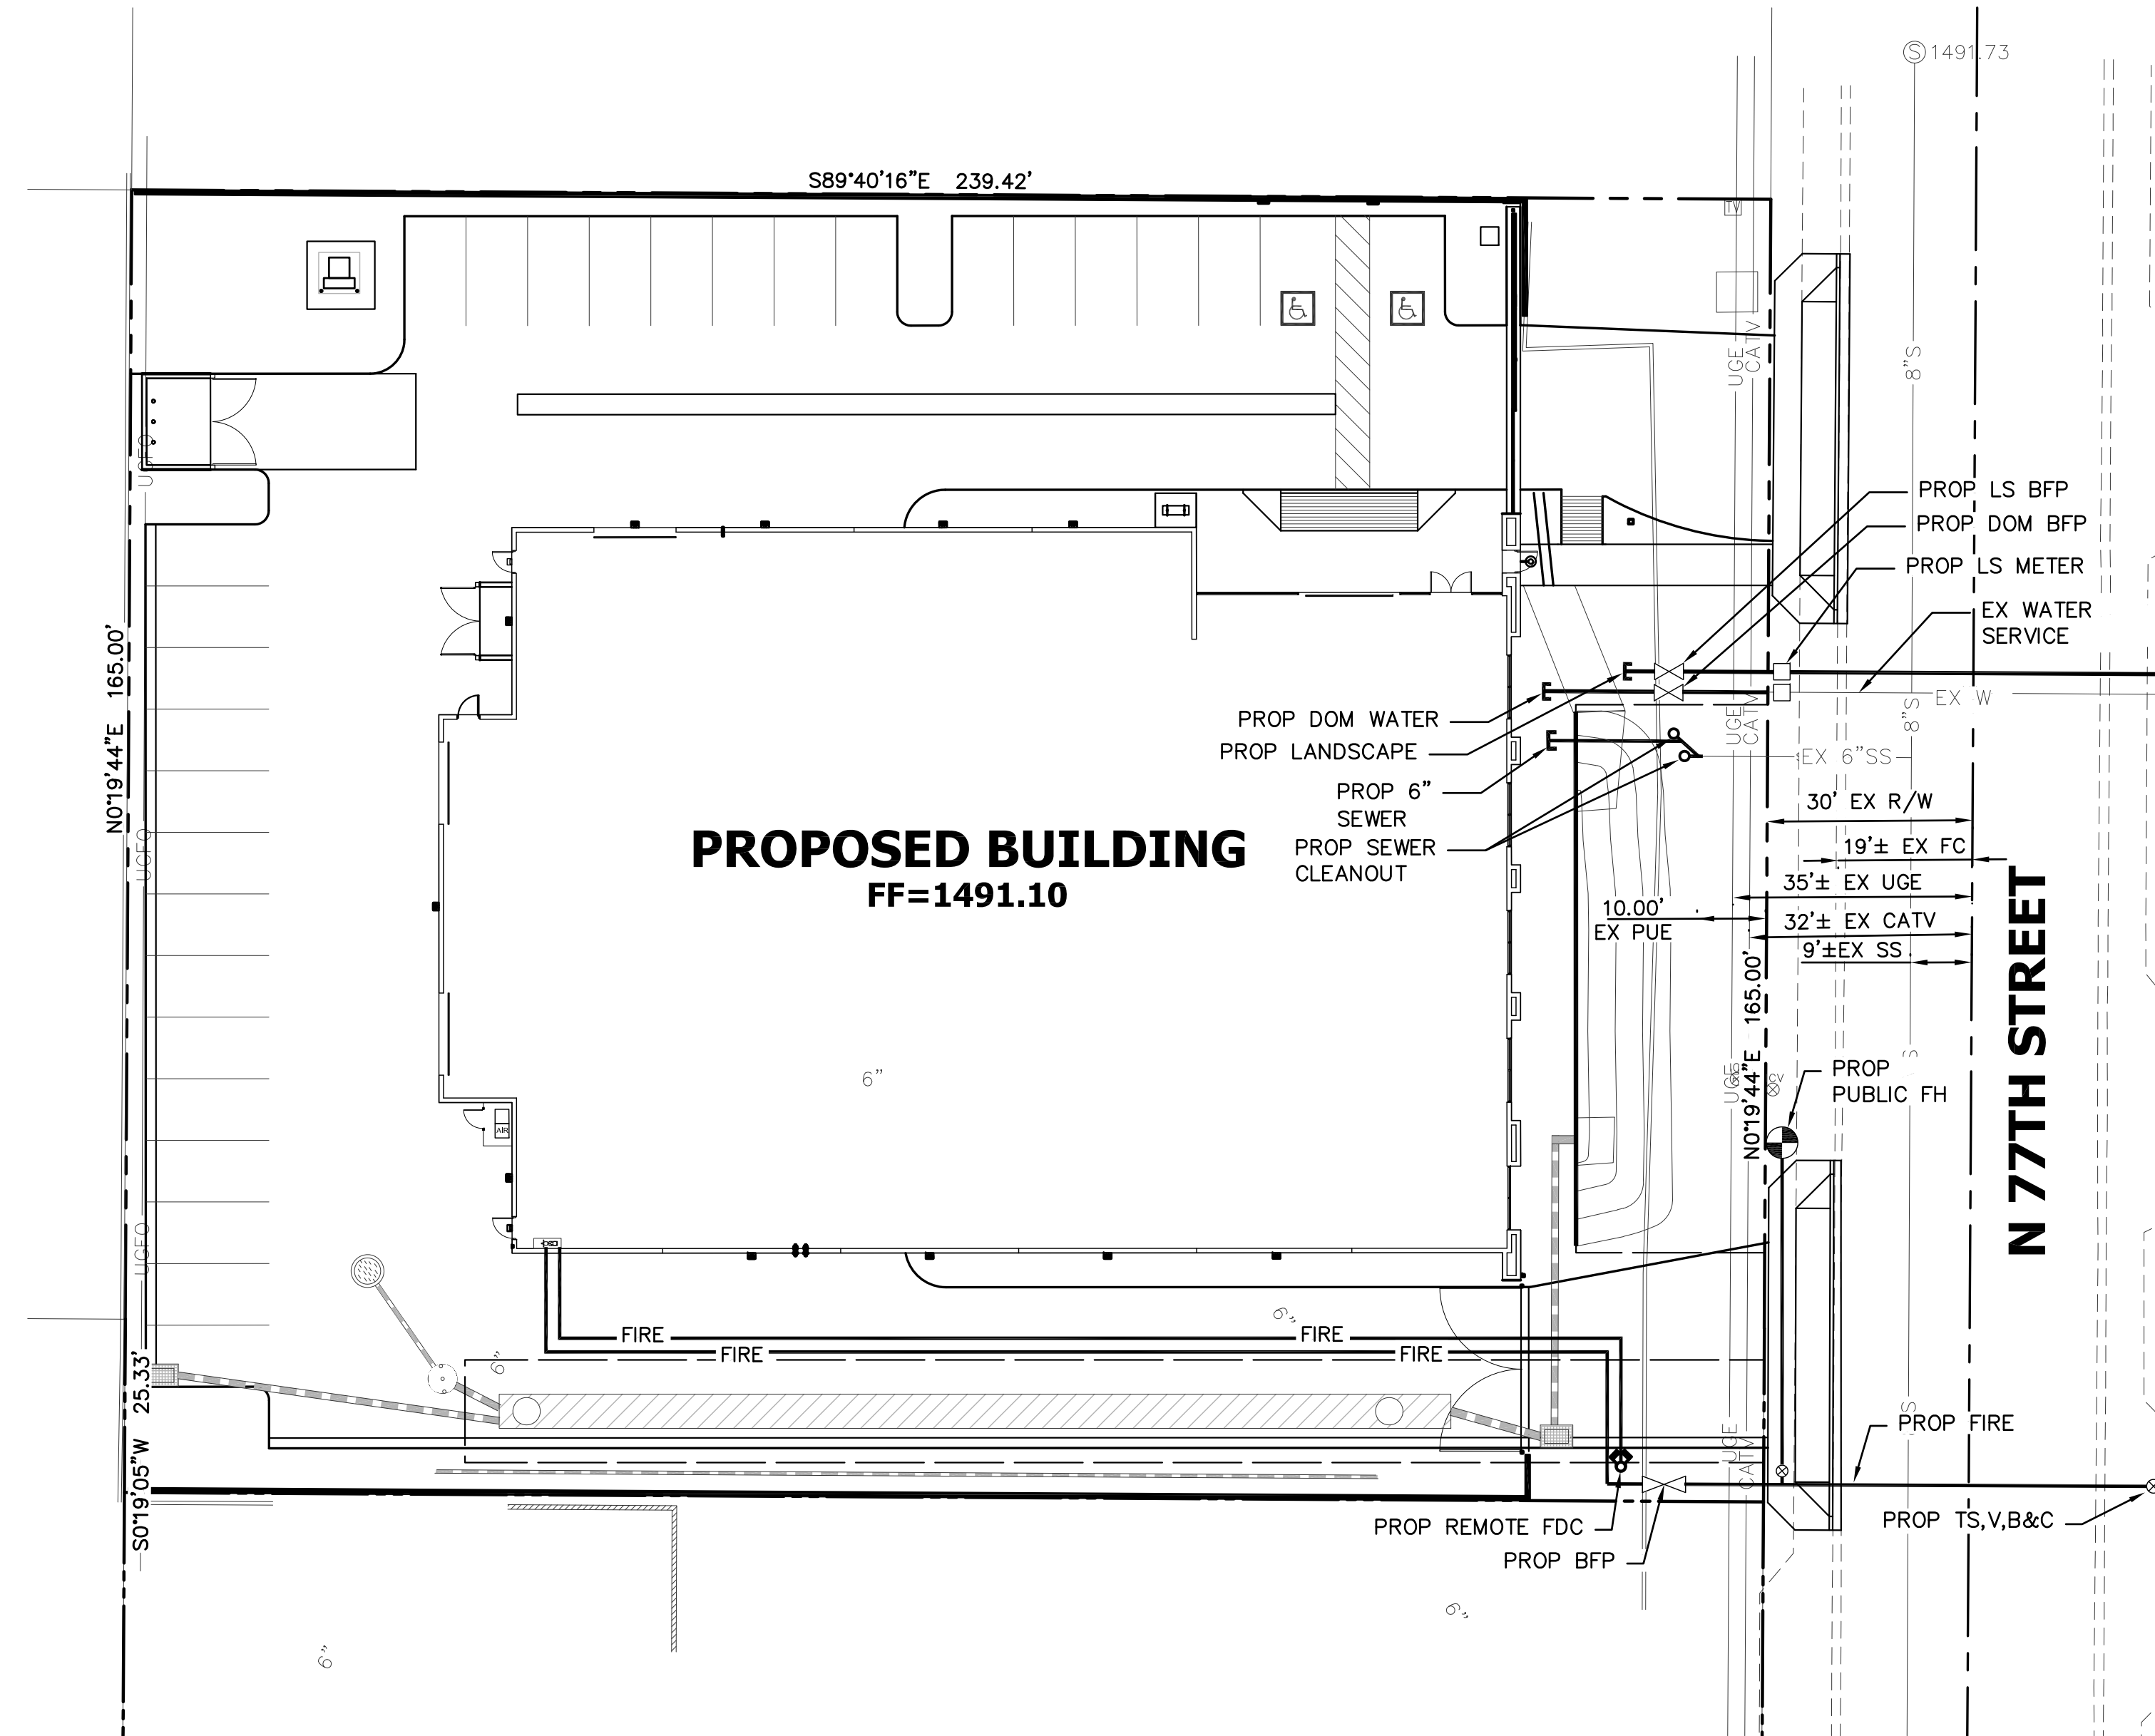 S 1491.73
S89°40'16"E 239.42'
TV
UGE
CATV
8"S
UGFO
PROP LS BFP
PROP DOM BFP
PROP LS METER
EX WATER
SERVICE
N0°19'44"E 165.00'
EX W
UGE
CATV
8"S
PROP DOM WATER
PROP LANDSCAPE
EX 6"SS
PROP 6"
SEWER
PROP SEWER
CLEANOUT
30' EX R/W
19'± EX FC
35'± EX UGE
10.00'
EX PUE
32'± EX CATV
9'±EX SS
PROPOSED BUILDING
FF=1491.10
UGFO
N 77TH STREET
N0°19'44"E 165.00'
6"
PROP
PUBLIC FH
UGE
CV
S
AIR
UGFO
6"
FIRE
FIRE
FIRE
FIRE
6"
S0°19'05"W 25.33'
UGE
CATV
S
PROP FIRE
PROP REMOTE FDC
PROP TS,V,B&C
PROP BFP
6"
6"